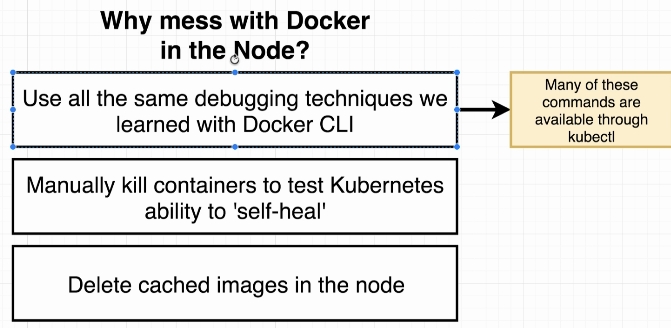 Why mess with Docker
in the Node?
Use all the same debugging techniques we
learned with Docker CLI
Many of these
commands are
available through
kubectl
Manually kill containers to test Kubernetes
ability to 'self-heal'
Delete cached images in the node